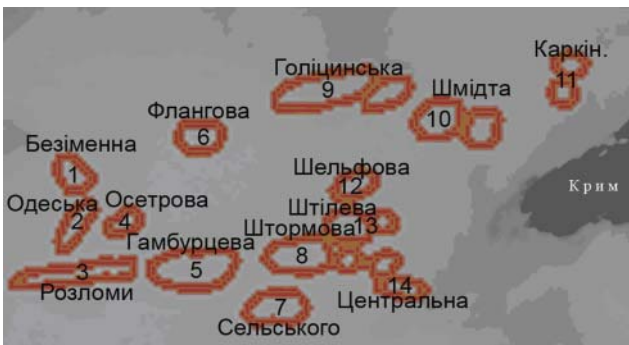 Каркін.
11
Голіцинська
9
Шмідта
10
Флангова
6
Безіменна
1
Шельфова
12
Крим
Одеська
2
Осетрова
4
Штілева
13
Штормова
8
Гамбурцева
5
3
Розломи
14
Центральна
7
Сельського